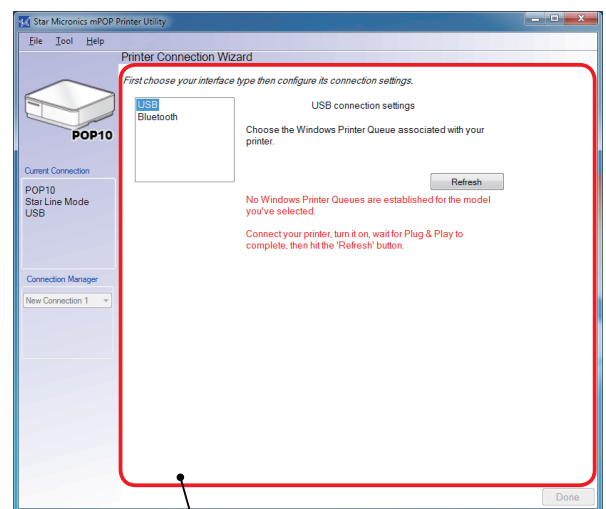 Star Micronics mPOP Printer Utility
File Tool Help
Printer Connection Wizard
First choose your interface type then configure its connection settings.
USB
Bluetooth
USB connection settings
Choose the Windows Printer Queue associated with your
printer.
Refresh
No Windows Printer Queues are established for the model
you've selected.
Connect your printer, turn it on, wait for Plug & Play to
complete, then hit the 'Refresh' button.
POP10
Current Connection
POP10
Star Line Mode
USB
Connection Manager
New Connection 1
Done